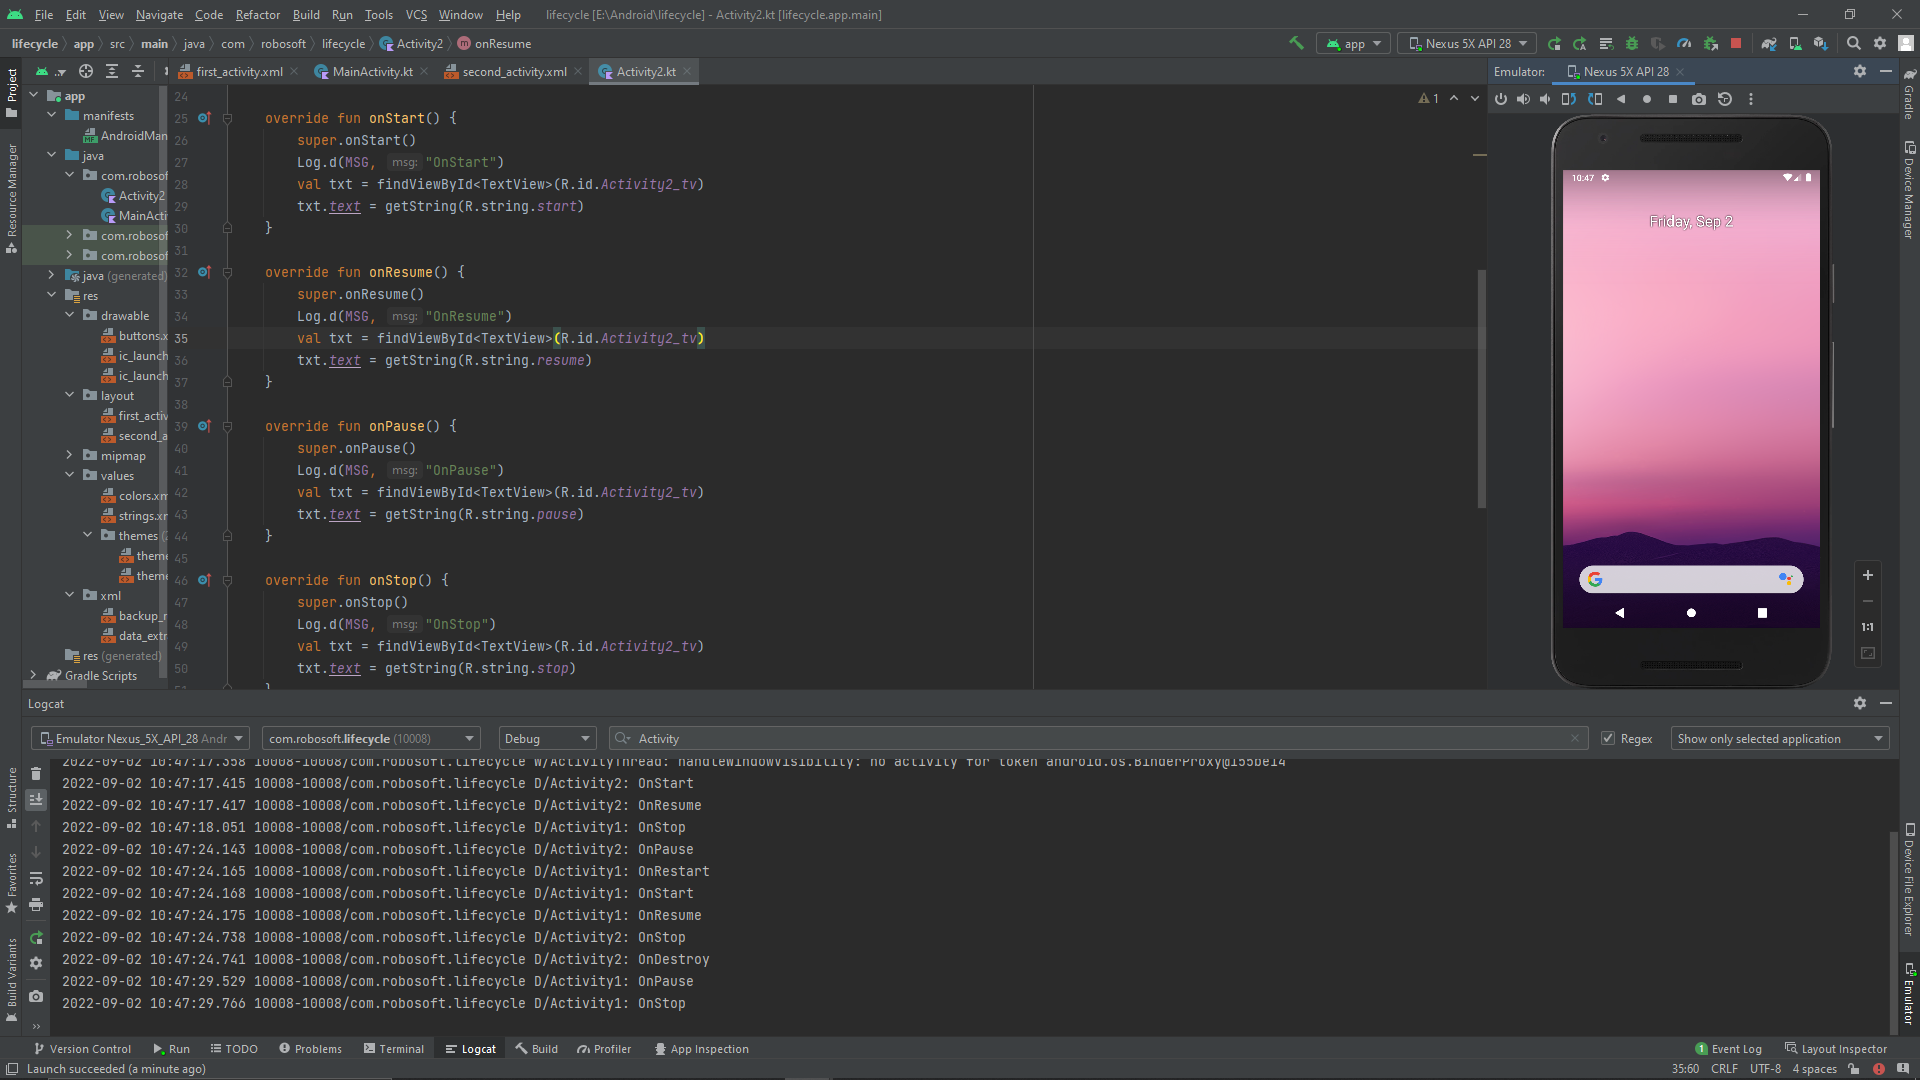 File Edit View Navigate Code Refactor Build Run Tools VCS Window Help lifecycle [E:\Android\lifecycle] - Activity2.kt [lifecycle.app.main]
lifecycle app src main java com robosoft lifecycle Activity2 onResume app Nexus 5X API 28
first_activity.xml MainActivity.kt second_activity.xml Activity2.kt Emulator: Nexus 5X API 28
Project
Resource Manager
Structure
Favorites
Build Variants
app
manifests
AndroidMan
java
com.robosof
Activity2
MainActi
com.robosof
com.robosof
java (generated)
res
drawable
buttons.x
ic_launch
ic_launch
layout
first_activ
second_a
mipmap
values
colors.xm
strings.xm
themes (2
theme
theme
xml
backup_r
data_extr
res (generated)
Gradle Scripts
24
25 override fun onStart() {
26 super.onStart()
27 Log.d(MSG, msg: "OnStart")
28 val txt = findViewById<TextView>(R.id.Activity2_tv)
29 txt.text = getString(R.string.start)
30 }
31
32 override fun onResume() {
33 super.onResume()
34 Log.d(MSG, msg: "OnResume")
35 val txt = findViewById<TextView>(R.id.Activity2_tv)
36 txt.text = getString(R.string.resume)
37 }
38
39 override fun onPause() {
40 super.onPause()
41 Log.d(MSG, msg: "OnPause")
42 val txt = findViewById<TextView>(R.id.Activity2_tv)
43 txt.text = getString(R.string.pause)
44 }
45
46 override fun onStop() {
47 super.onStop()
48 Log.d(MSG, msg: "OnStop")
49 val txt = findViewById<TextView>(R.id.Activity2_tv)
50 txt.text = getString(R.string.stop)
1
10:47
Friday, Sep 2
1:1
Gradle
Device Manager
Device File Explorer
Emulator
Logcat
Emulator Nexus_5X_API_28 Andr com.robosoft.lifecycle (10008) Debug Activity Regex Show only selected application
2022-09-02 10:47:17.358 10008-10008/com.robosoft.lifecycle W/ActivityThread: handleWindowVisibility: no activity for token android.os.BinderProxy@155be14
2022-09-02 10:47:17.415 10008-10008/com.robosoft.lifecycle D/Activity2: OnStart
2022-09-02 10:47:17.417 10008-10008/com.robosoft.lifecycle D/Activity2: OnResume
2022-09-02 10:47:18.051 10008-10008/com.robosoft.lifecycle D/Activity1: OnStop
2022-09-02 10:47:24.143 10008-10008/com.robosoft.lifecycle D/Activity2: OnPause
2022-09-02 10:47:24.165 10008-10008/com.robosoft.lifecycle D/Activity1: OnRestart
2022-09-02 10:47:24.168 10008-10008/com.robosoft.lifecycle D/Activity1: OnStart
2022-09-02 10:47:24.175 10008-10008/com.robosoft.lifecycle D/Activity1: OnResume
2022-09-02 10:47:24.738 10008-10008/com.robosoft.lifecycle D/Activity2: OnStop
2022-09-02 10:47:24.741 10008-10008/com.robosoft.lifecycle D/Activity2: OnDestroy
2022-09-02 10:47:29.529 10008-10008/com.robosoft.lifecycle D/Activity1: OnPause
2022-09-02 10:47:29.766 10008-10008/com.robosoft.lifecycle D/Activity1: OnStop
Version Control Run TODO Problems Terminal Logcat Build Profiler App Inspection 1 Event Log Layout Inspector
Launch succeeded (a minute ago) 35:60 CRLF UTF-8 4 spaces